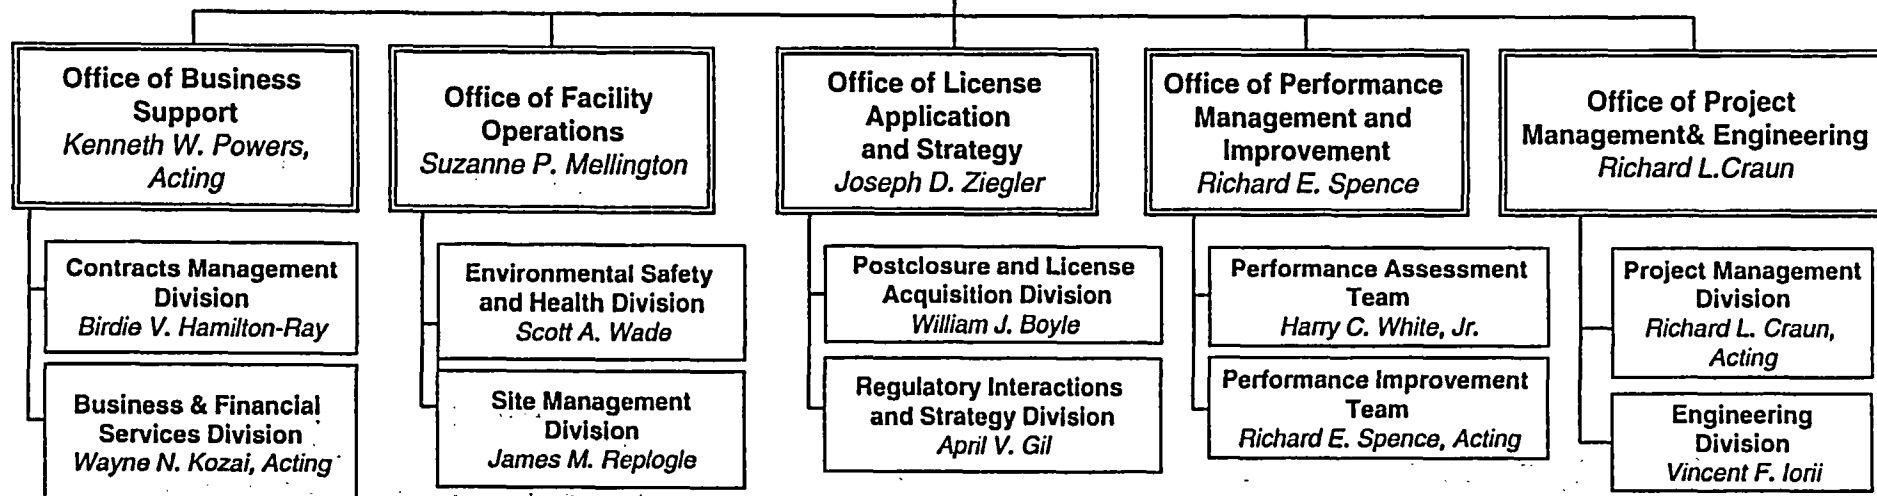 Office of Business
Support
Kenneth W. Powers,
Acting
Contracts Management
Division
Birdie V. Hamilton-Ray
Business & Financial
Services Division
Wayne N. Kozai, Acting
Office of Facility
Operations
Suzanne P. Mellington
Environmental Safety
and Health Division
Scott A. Wade
Site Management
Division
James M. Replogle
Office of License
Application
and Strategy
Joseph D. Ziegler
Postclosure and License
Acquisition Division
William J. Boyle
Regulatory Interactions
and Strategy Division
April V. Gil
Office of Performance
Management and
Improvement
Richard E. Spence
Performance Assessment
Team
Harry C. White, Jr.
Performance Improvement
Team
Richard E. Spence, Acting
Office of Project
Management& Engineering
Richard L.Craun
Project Management
Division
Richard L. Craun,
Acting
Engineering
Division
Vincent F. Iorii